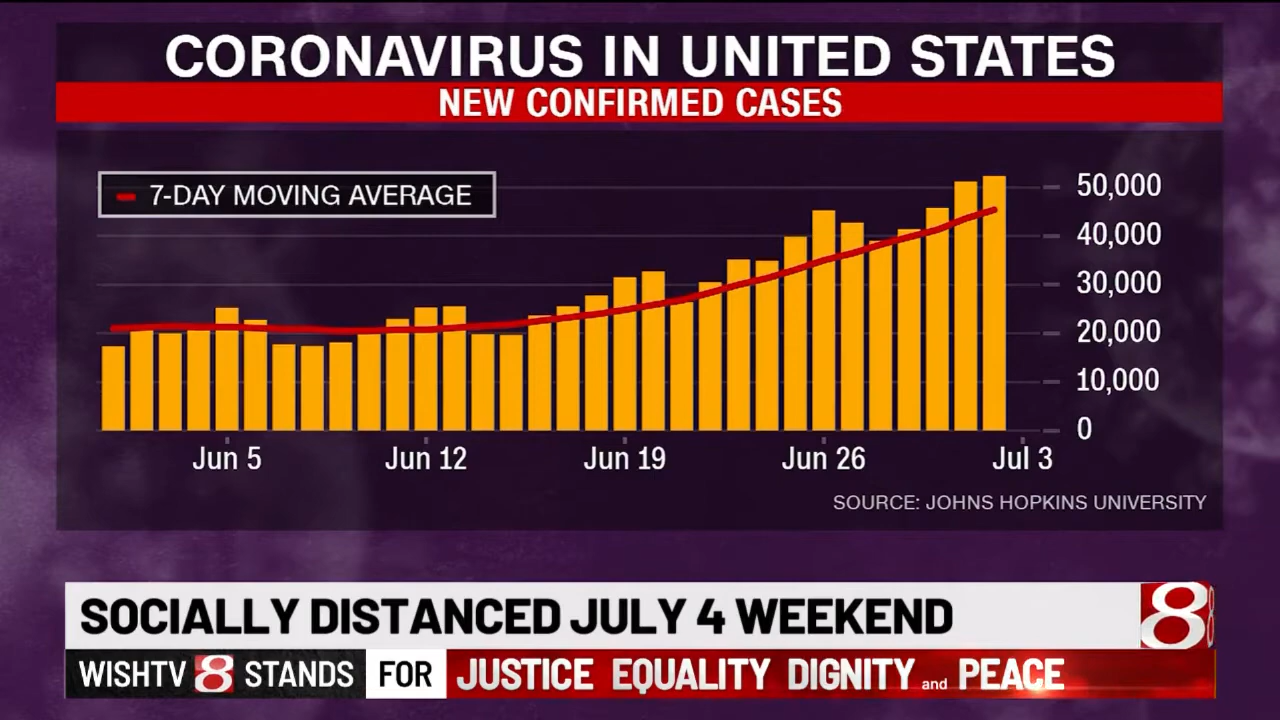 CORONAVIRUS IN UNITED STATES
NEW CONFIRMED CASES
7-DAY MOVING AVERAGE
50,000
40,000
30,000
20,000
10,000
0
Jun 5 Jun 12 Jun 19 Jun 26 Jul 3
SOURCE: JOHNS HOPKINS UNIVERSITY
SOCIALLY DISTANCED JULY 4 WEEKEND 8
WISHTV 8 STANDS FOR JUSTICE EQUALITY DIGNITY and PEACE